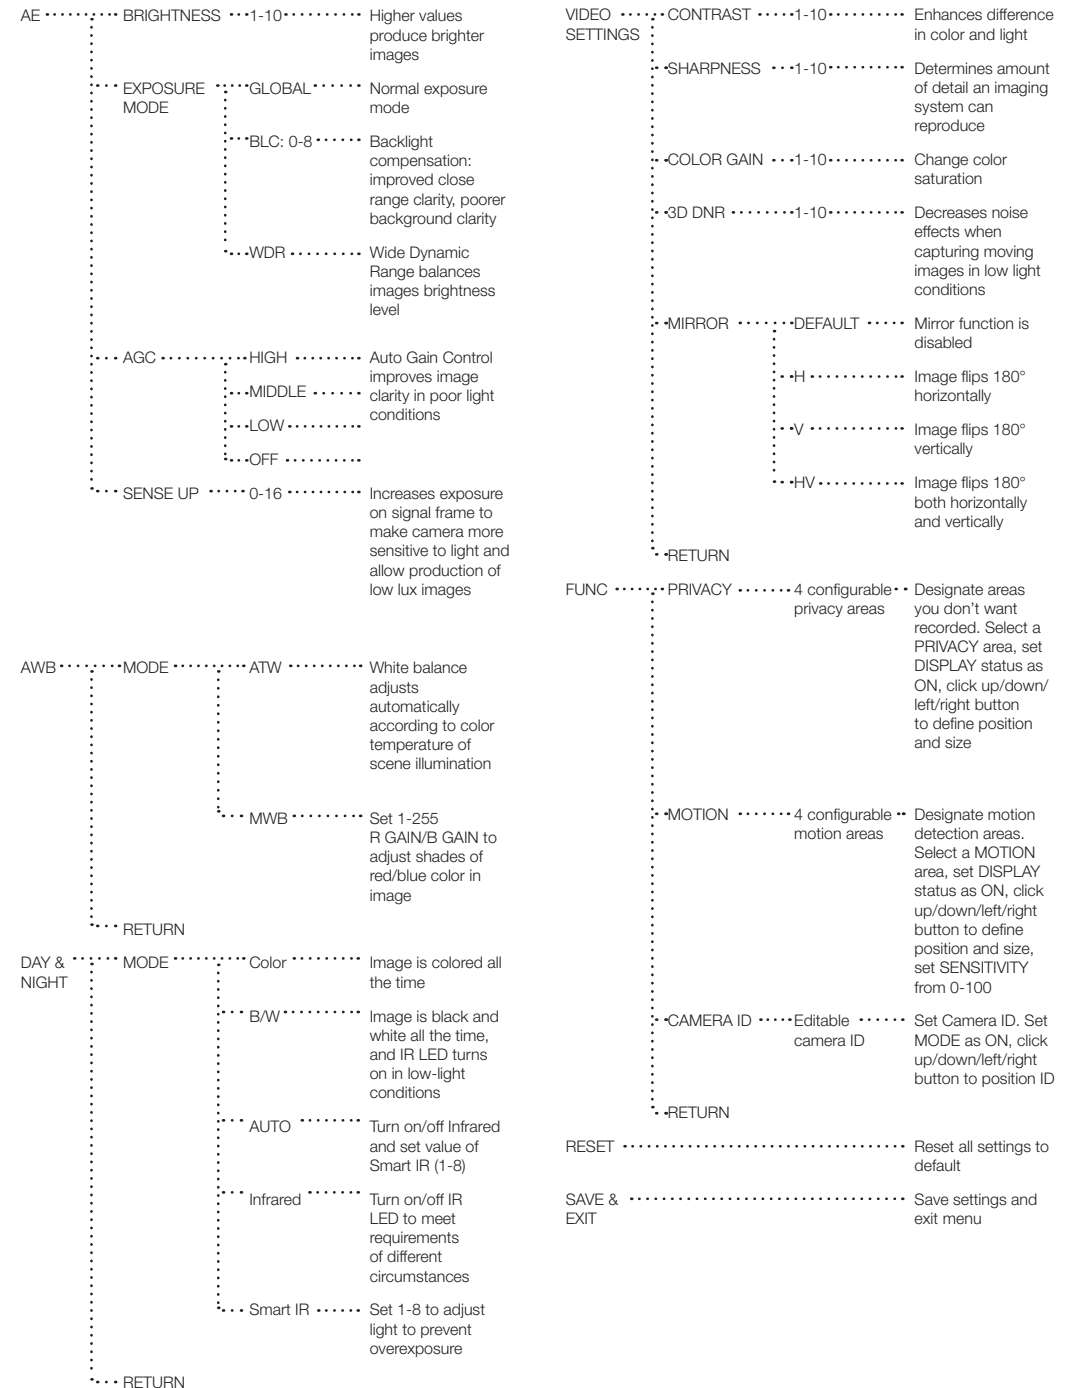 AE BRIGHTNESS 1-10 Higher values
produce brighter
images
EXPOSURE GLOBAL Normal exposure
MODE mode
BLC: 0-8 Backlight
compensation:
improved close
range clarity, poorer
background clarity
WDR Wide Dynamic
Range balances
images brightness
level
AGC HIGH Auto Gain Control
improves image
MIDDLE clarity in poor light
conditions
LOW
OFF
SENSE UP 0-16 Increases exposure
on signal frame to
make camera more
sensitive to light and
allow production of
low lux images
AWB MODE ATW White balance
adjusts
automatically
according to color
temperature of
scene illumination
MWB Set 1-255
R GAIN/B GAIN to
adjust shades of
red/blue color in
image
RETURN
DAY & MODE Color Image is colored all
NIGHT the time
B/W Image is black and
white all the time,
and IR LED turns
on in low-light
conditions
AUTO Turn on/off Infrared
and set value of
Smart IR (1-8)
Infrared Turn on/off IR
LED to meet
requirements
of different
circumstances
Smart IR Set 1-8 to adjust
light to prevent
overexposure
RETURN
VIDEO CONTRAST 1-10 Enhances difference
SETTINGS in color and light
SHARPNESS 1-10 Determines amount
of detail an imaging
system can
reproduce
COLOR GAIN 1-10 Change color
saturation
3D DNR 1-10 Decreases noise
effects when
capturing moving
images in low light
conditions
MIRROR DEFAULT Mirror function is
disabled
H Image flips 180°
horizontally
V Image flips 180°
vertically
HV Image flips 180°
both horizontally
and vertically
RETURN
FUNC PRIVACY 4 configurable Designate areas
privacy areas you don't want
recorded. Select a
PRIVACY area, set
DISPLAY status as
ON, click up/down/
left/right button
to define position
and size
MOTION 4 configurable Designate motion
motion areas detection areas.
Select a MOTION
area, set DISPLAY
status as ON, click
up/down/left/right
button to define
position and size,
set SENSITIVITY
from 0-100
CAMERA ID Editable Set Camera ID. Set
camera ID MODE as ON, click
up/down/left/right
button to position ID
RETURN
RESET Reset all settings to
default
SAVE & Save settings and
EXIT exit menu